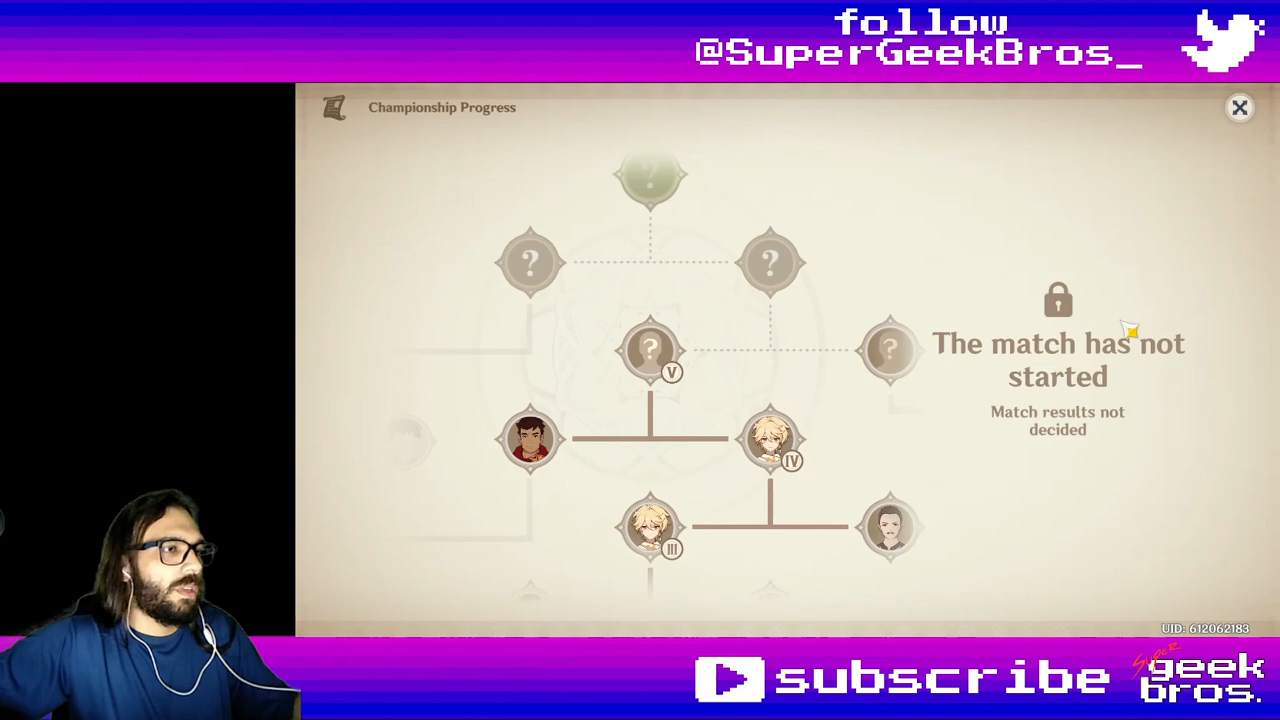 follow
@SuperGeekBros_
Championship Progress
?
? ?
? ?
V
The match has not
started
Match results not
decided
IV
III
UID: 612062183
subscribe
super
geek
bros.